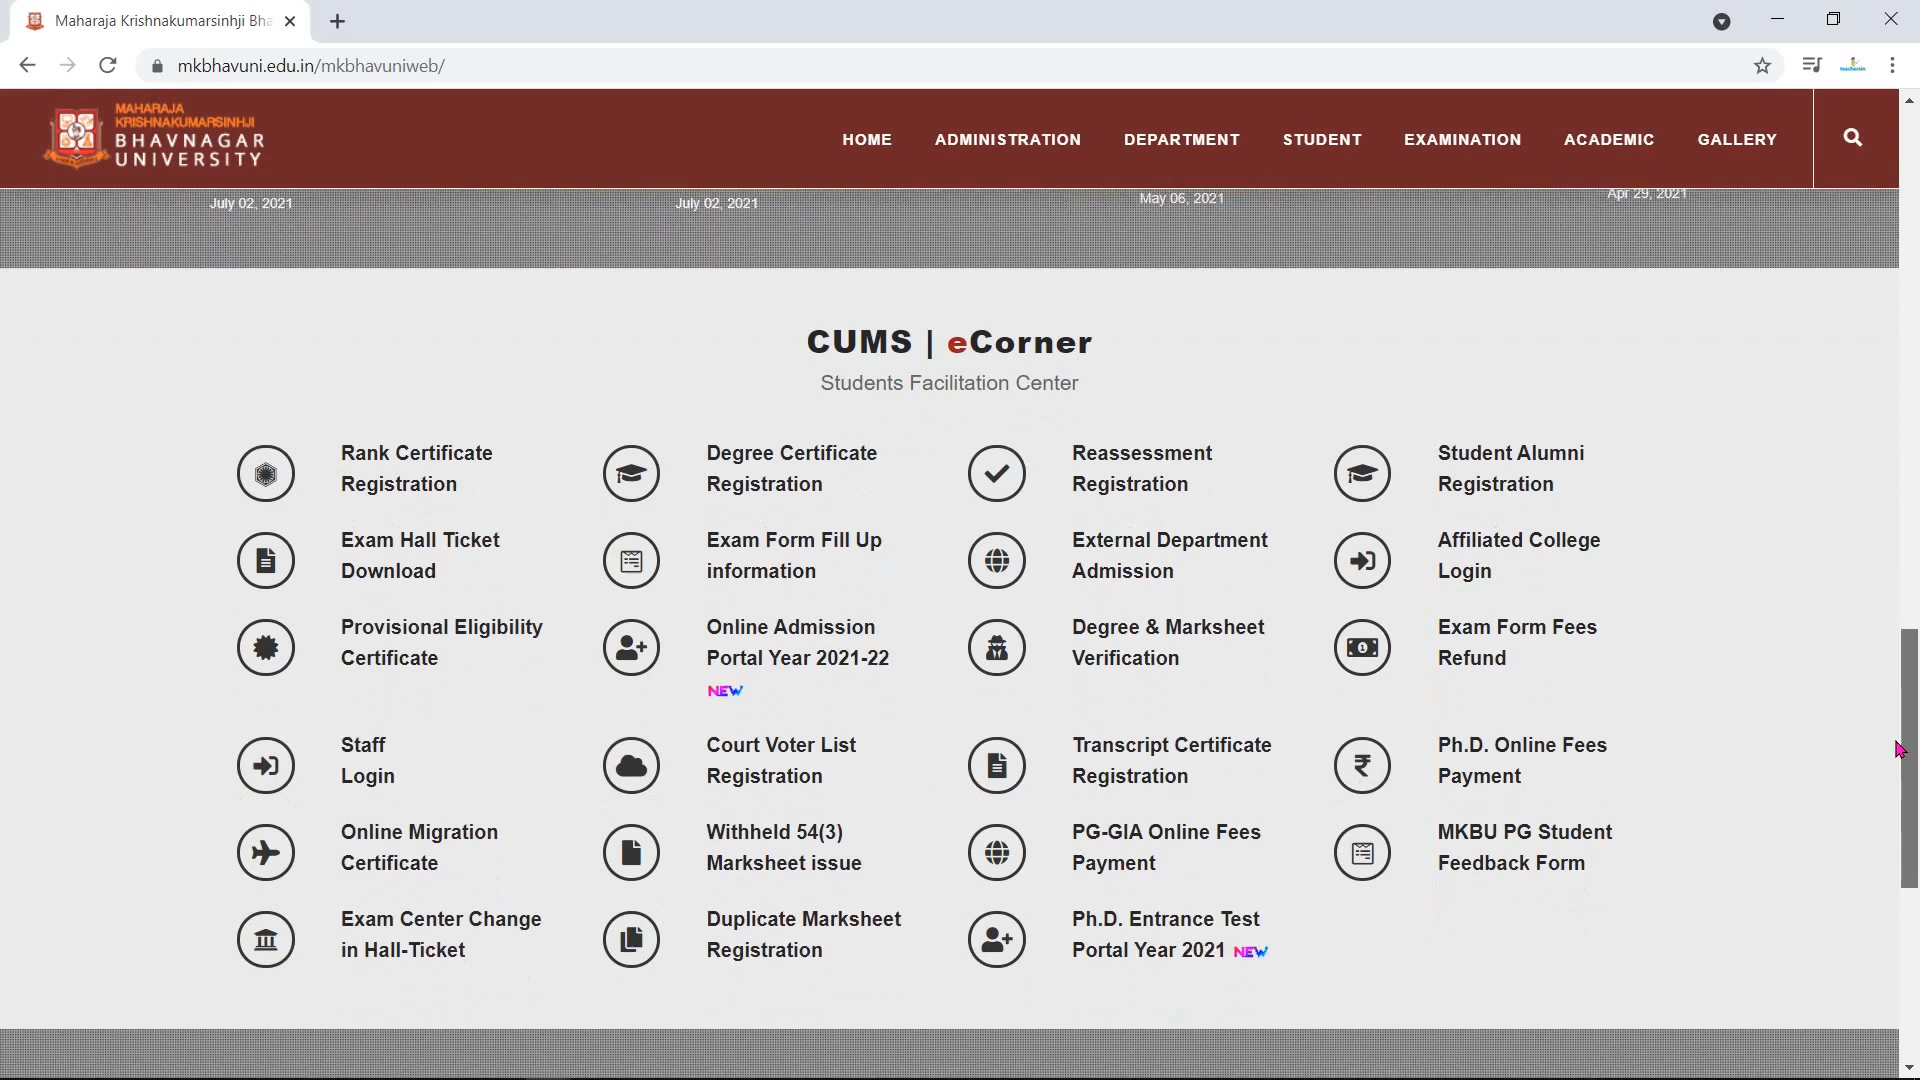 Maharaja Krishnakumarsinhji Bha
mkbhavuni.edu.in/mkbhavuniweb/
MAHARAJA
KRISHNAKUMARSINHJI
BHAVNAGAR
UNIVERSITY
HOME ADMINISTRATION DEPARTMENT STUDENT EXAMINATION ACADEMIC GALLERY
July 02, 2021 July 02, 2021 May 06, 2021 Apr 29, 2021
CUMS | eCorner
Students Facilitation Center
Rank Certificate
Registration
Degree Certificate
Registration
Reassessment
Registration
Student Alumni
Registration
Exam Hall Ticket
Download
Exam Form Fill Up
information
External Department
Admission
Affiliated College
Login
Provisional Eligibility
Certificate
Online Admission
Portal Year 2021-22
NEW
Degree & Marksheet
Verification
Exam Form Fees
Refund
Staff
Login
Court Voter List
Registration
Transcript Certificate
Registration
Ph.D. Online Fees
Payment
Online Migration
Certificate
Withheld 54(3)
Marksheet issue
PG-GIA Online Fees
Payment
MKBU PG Student
Feedback Form
Exam Center Change
in Hall-Ticket
Duplicate Marksheet
Registration
Ph.D. Entrance Test
Portal Year 2021 NEW